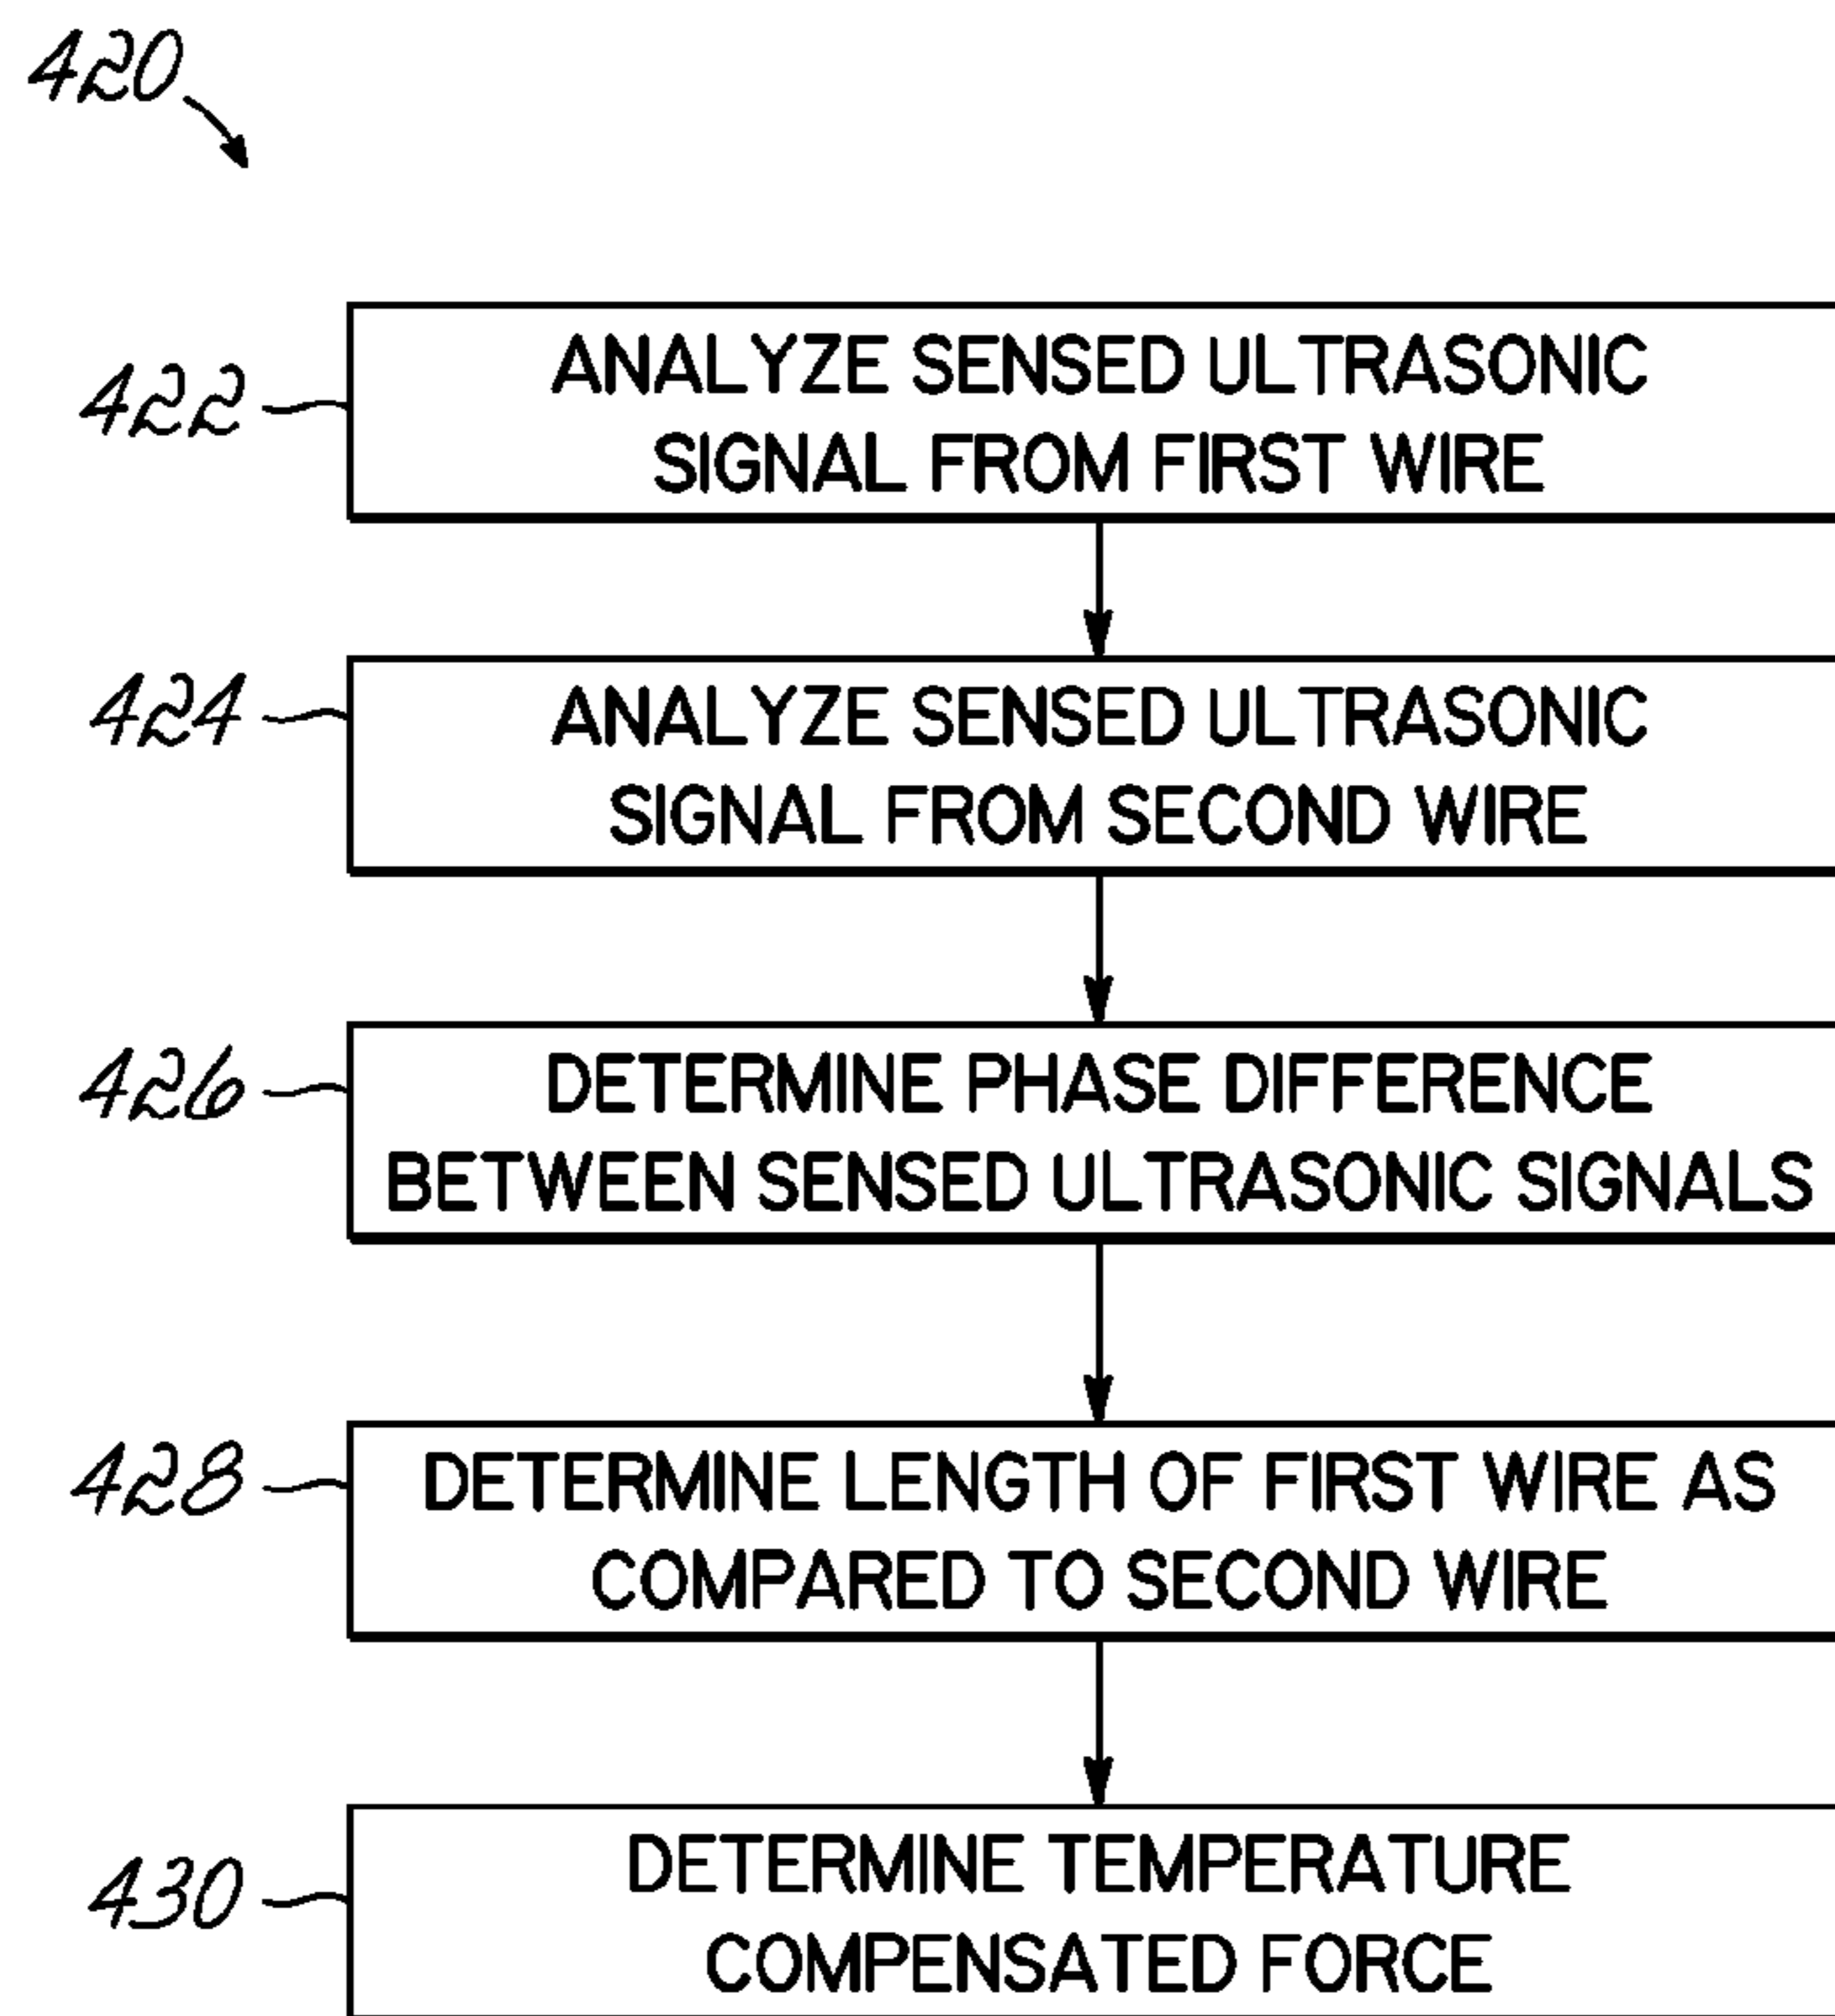 420
422
ANALYZE SENSED ULTRASONIC
SIGNAL FROM FIRST WIRE
424
ANALYZE SENSED ULTRASONIC
SIGNAL FROM SECOND WIRE
426
DETERMINE PHASE DIFFERENCE
BETWEEN SENSED ULTRASONIC SIGNALS
428
DETERMINE LENGTH OF FIRST WIRE AS
COMPARED TO SECOND WIRE
430
DETERMINE TEMPERATURE
COMPENSATED FORCE